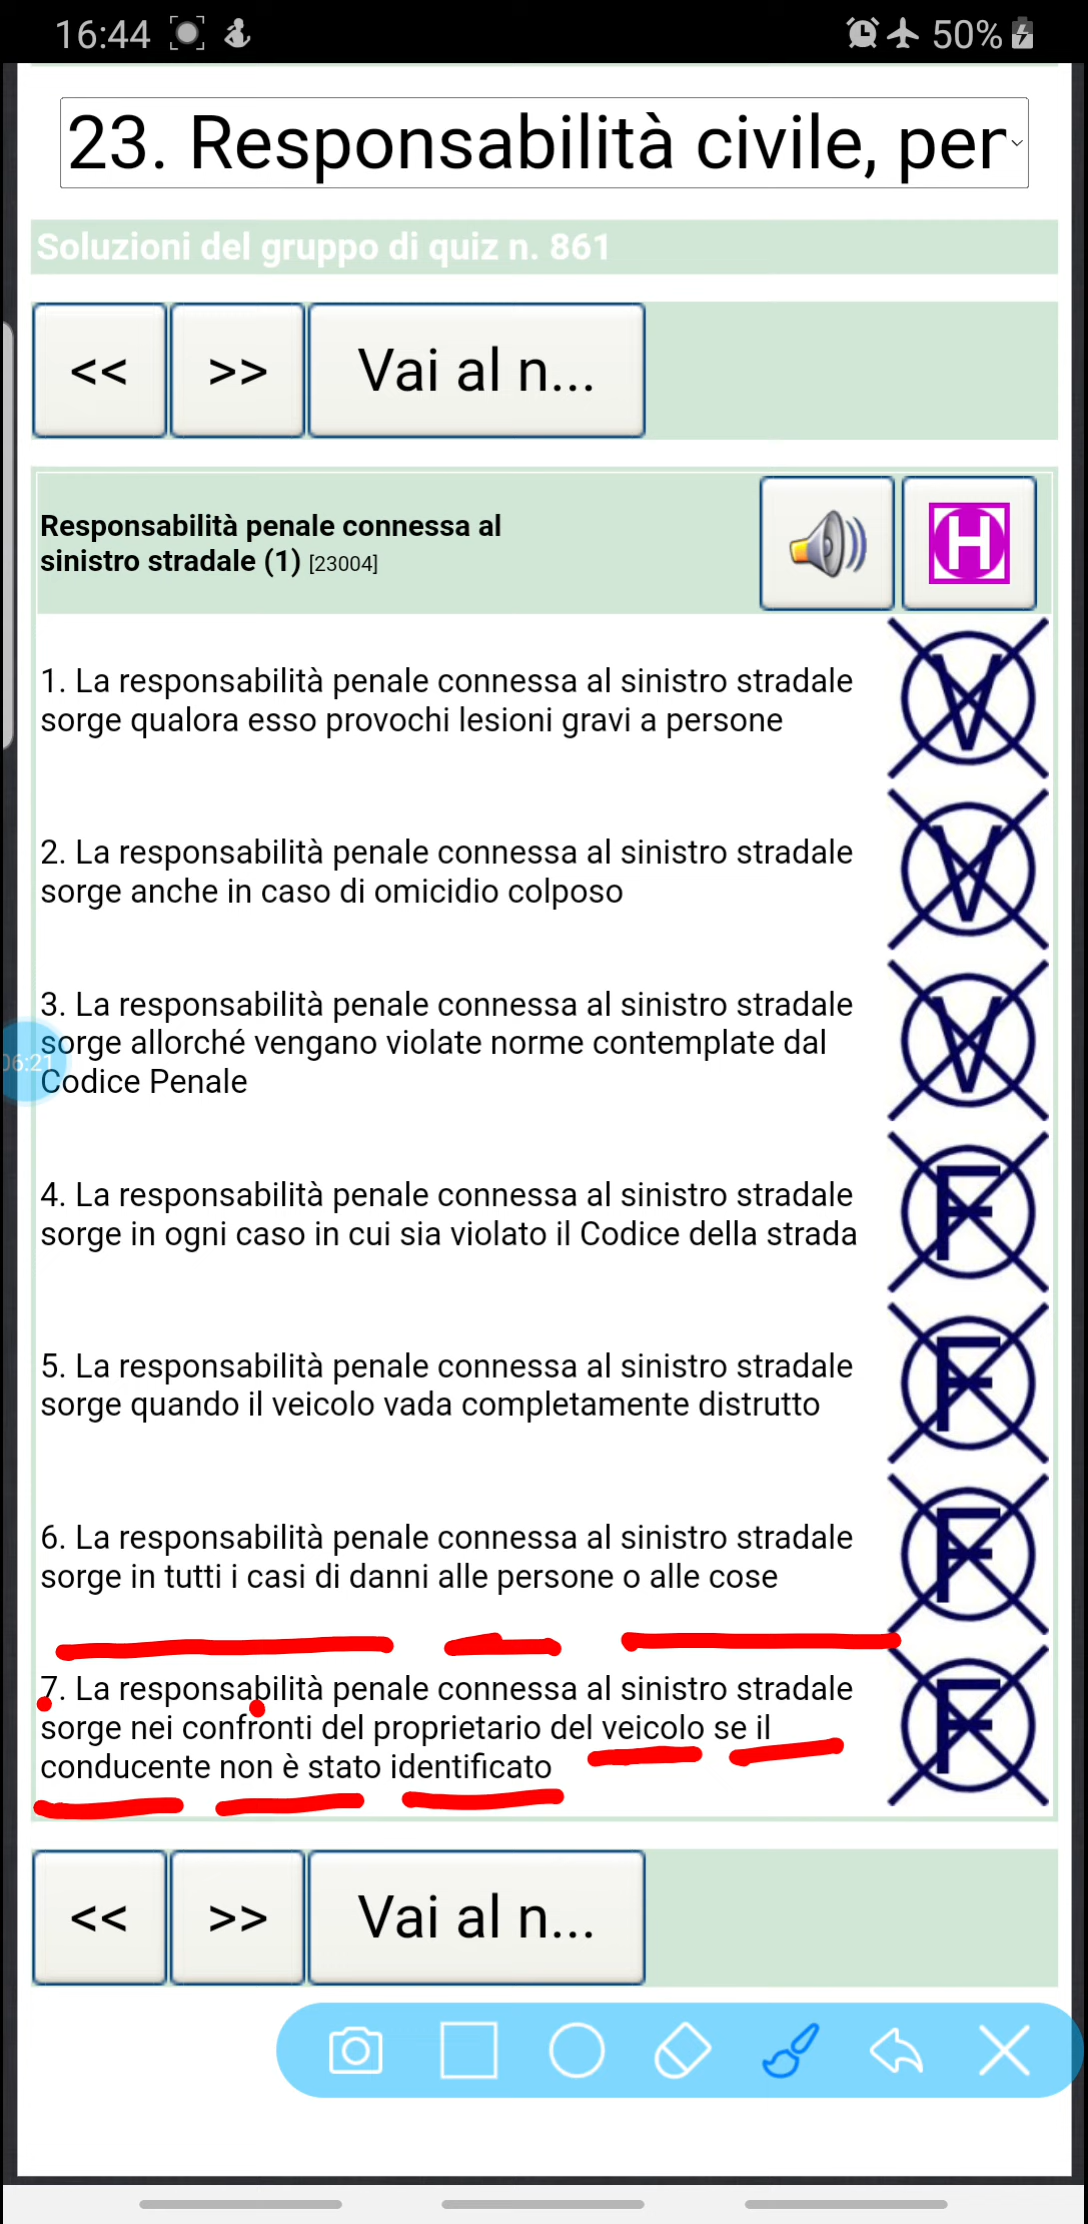 16:44
50%
23. Responsabilità civile, per
Soluzioni del gruppo di quiz n. 861
<<
>>
Vai al n...
Responsabilità penale connessa al
sinistro stradale (1) [23004]
H
1. La responsabilità penale connessa al sinistro stradale
sorge qualora esso provochi lesioni gravi a persone
V
2. La responsabilità penale connessa al sinistro stradale
sorge anche in caso di omicidio colposo
V
3. La responsabilità penale connessa al sinistro stradale
sorge allorché vengano violate norme contemplate dal
Codice Penale
V
06:21
4. La responsabilità penale connessa al sinistro stradale
sorge in ogni caso in cui sia violato il Codice della strada
F
5. La responsabilità penale connessa al sinistro stradale
sorge quando il veicolo vada completamente distrutto
F
6. La responsabilità penale connessa al sinistro stradale
sorge in tutti i casi di danni alle persone o alle cose
F
7. La responsabilità penale connessa al sinistro stradale
sorge nei confronti del proprietario del veicolo se il
conducente non è stato identificato
F
<<
>>
Vai al n...